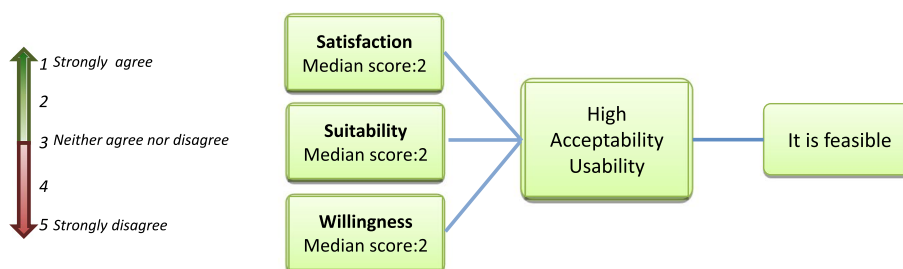 1 Strongly agree
2
3 Neither agree nor disagree
4
5 Strongly disagree
Satisfaction
Median score:2
Suitability
Median score:2
Willingness
Median score:2
High
Acceptability
Usability
It is feasible